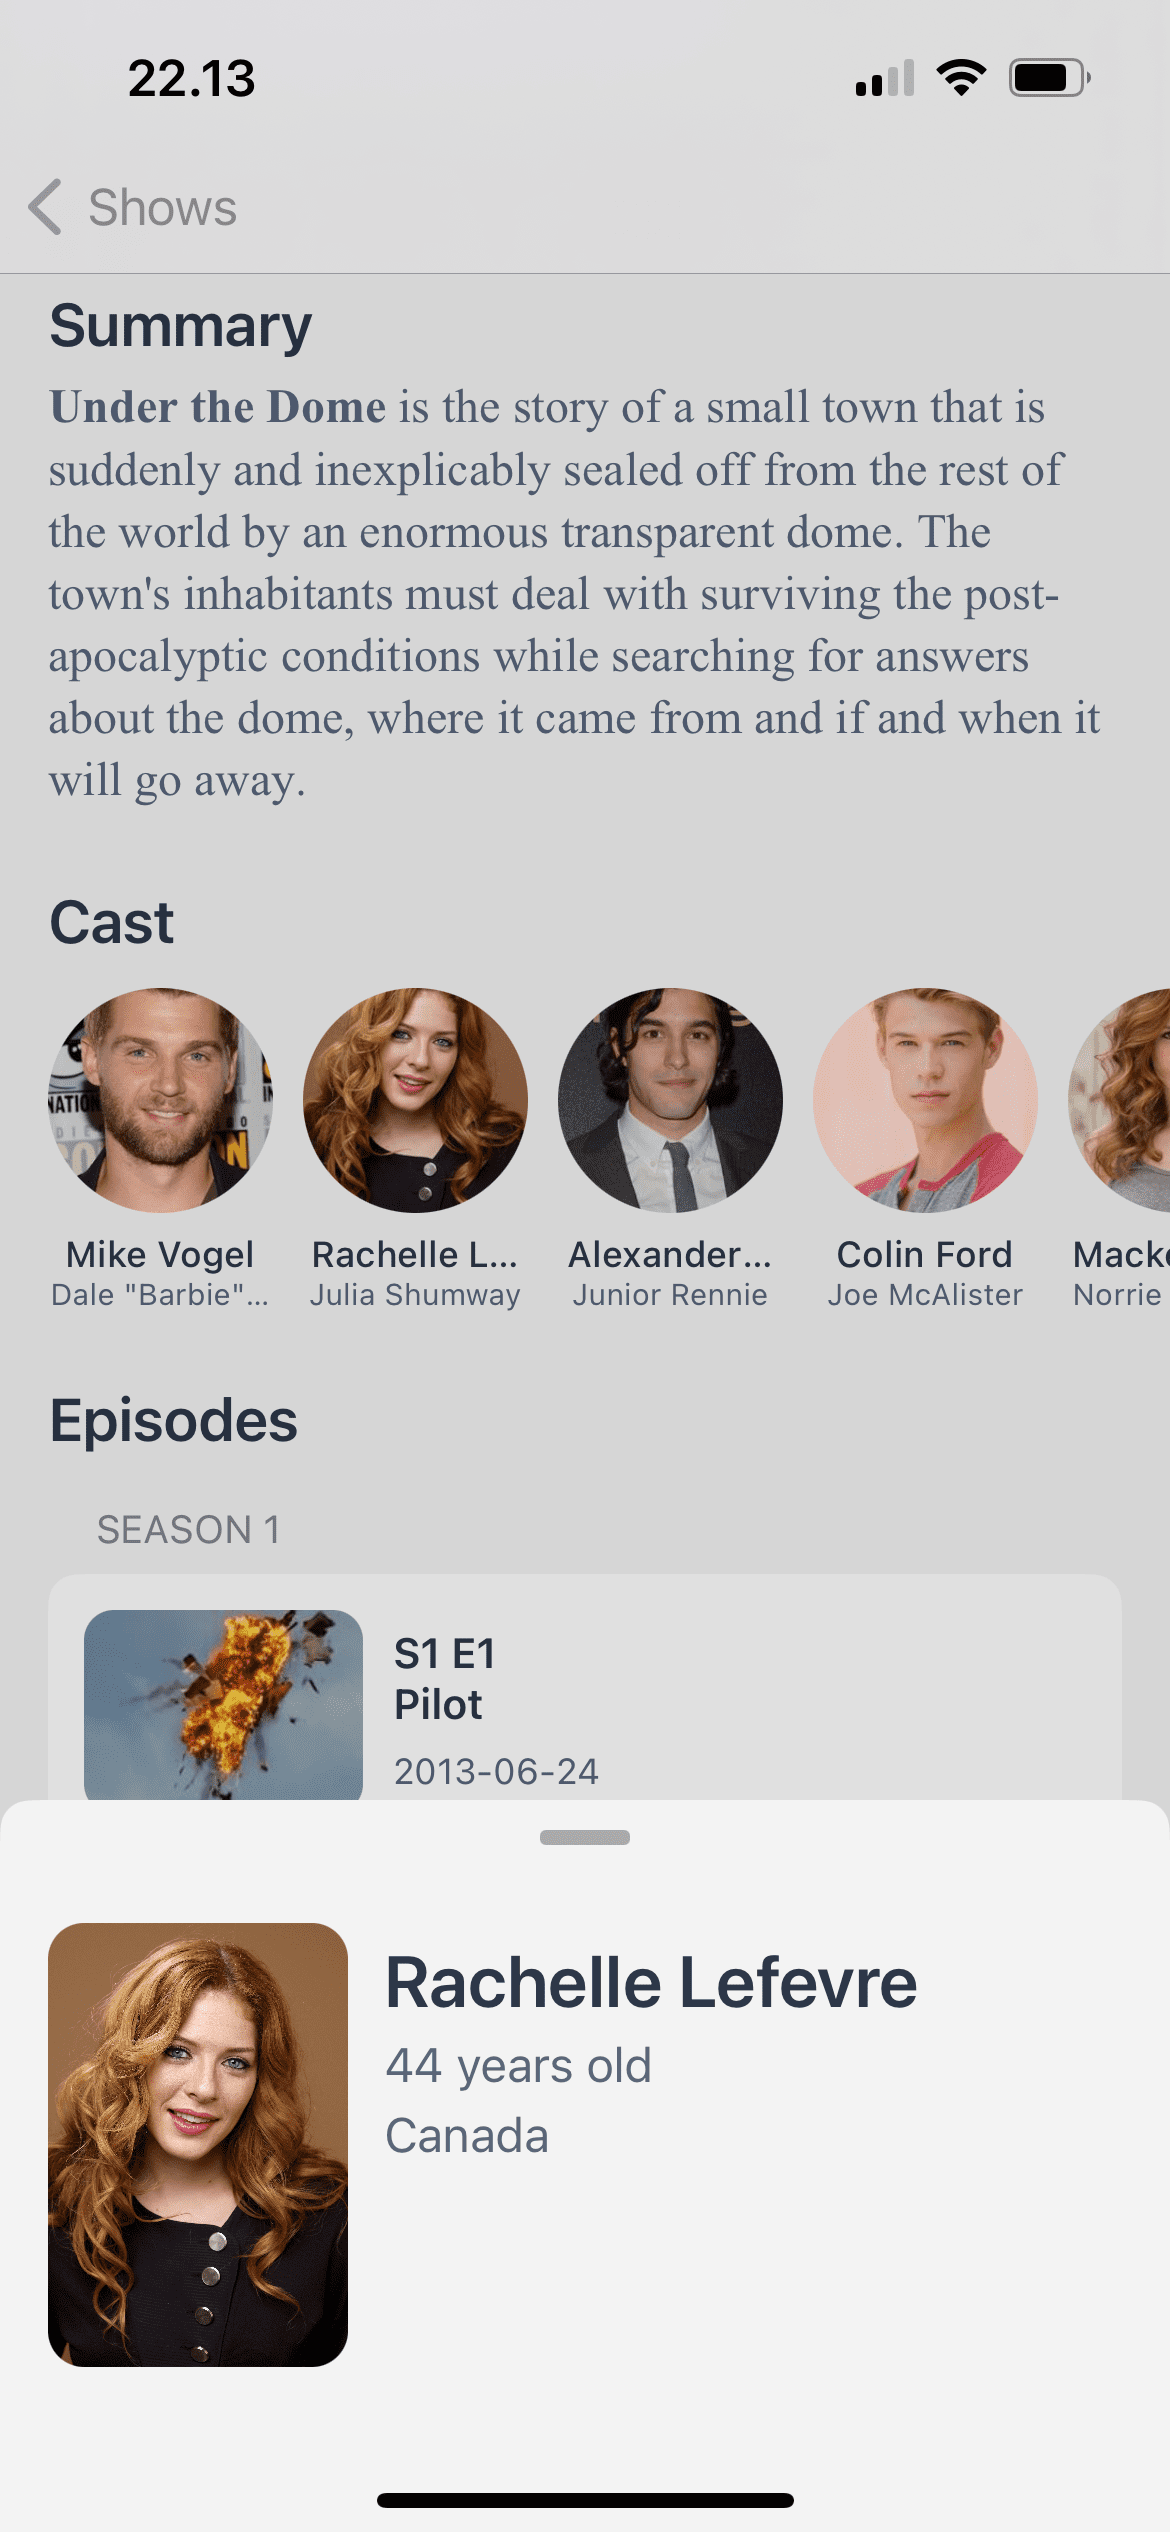 22.13
Shows
Summary
Under the Dome is the story of a small town that is
suddenly and inexplicably sealed off from the rest of
the world by an enormous transparent dome. The
town's inhabitants must deal with surviving the post-
apocalyptic conditions while searching for answers
about the dome, where it came from and if and when it
will go away.
Cast
Mike Vogel
Dale "Barbie"...
Rachelle L...
Julia Shumway
Alexander...
Junior Rennie
Colin Ford
Joe McAlister
Norrie
Episodes
SEASON 1
S1 E1
Pilot
2013-06-24
Rachelle Lefevre
44 years old
Canada